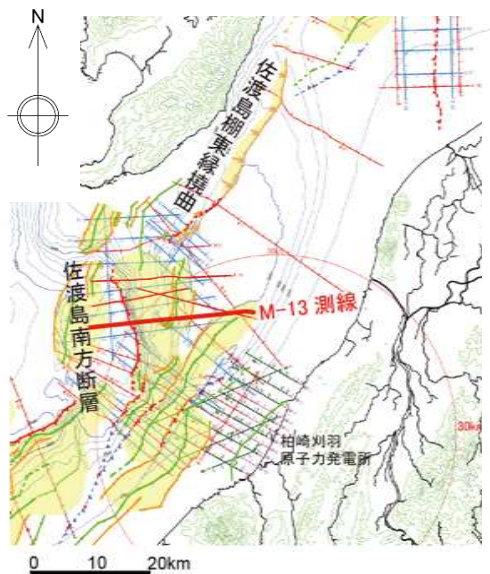 N
佐渡島棚東縁撓曲
佐渡島南方断層
M-13 測線
柏崎刈羽
原子力発電所
30km
0 10 20km